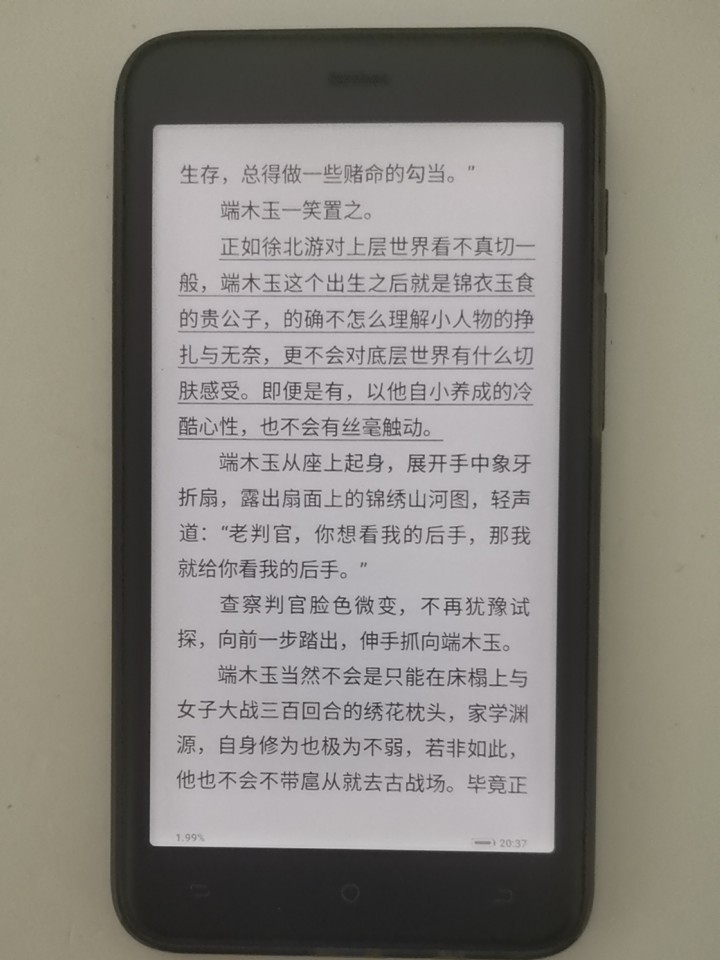 生存，总得做一些赌命的勾当。”
端木玉一笑置之。
正如徐北游对上层世界看不真切一
般，端木玉这个出生之后就是锦衣玉食
的贵公子，的确不怎么理解小人物的挣
扎与无奈，更不会对底层世界有什么切
肤感受。即便是有，以他自小养成的冷
酷心性，也不会有丝毫触动。
端木玉从座上起身，展开手中象牙
折扇，露出扇面上的锦绣山河图，轻声
道：“老判官，你想看我的后手，那我
就给你看我的后手。”
查察判官脸色微变，不再犹豫试
探，向前一步踏出，伸手抓向端木玉。
端木玉当然不会是只能在床榻上与
女子大战三百回合的绣花枕头，家学渊
源，自身修为也极为不弱，若非如此，
他也不会不带扈从就去古战场。毕竟正
1.99%
20:37